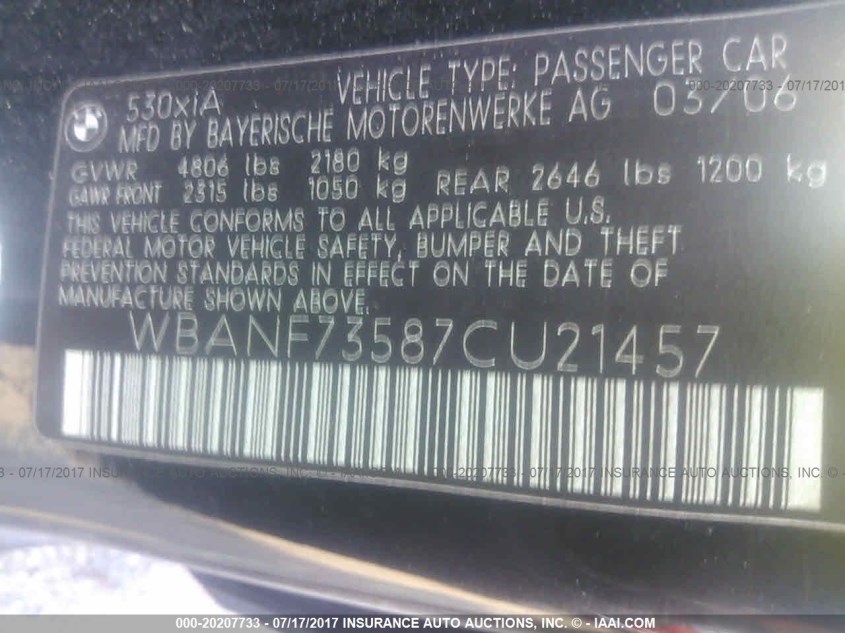 530xiA VEHICLE TYPE: PASSENGER CAR
MFD BY BAYERISCHE MOTORENWERKE AG 03/06
GVWR 4806 lbs 2180 kg
GAWR FRONT 2315 lbs 1050 kg REAR 2646 lbs 1200 kg
THIS VEHICLE CONFORMS TO ALL APPLICABLE U.S.
FEDERAL MOTOR VEHICLE SAFETY, BUMPER AND THEFT
PREVENTION STANDARDS IN EFFECT ON THE DATE OF
MANUFACTURE SHOWN ABOVE.
WBANF73587CU21457
000-20207733 - 07/17/2017 INSURANCE AUTO AUCTIONS, INC. - © IAAI.COM